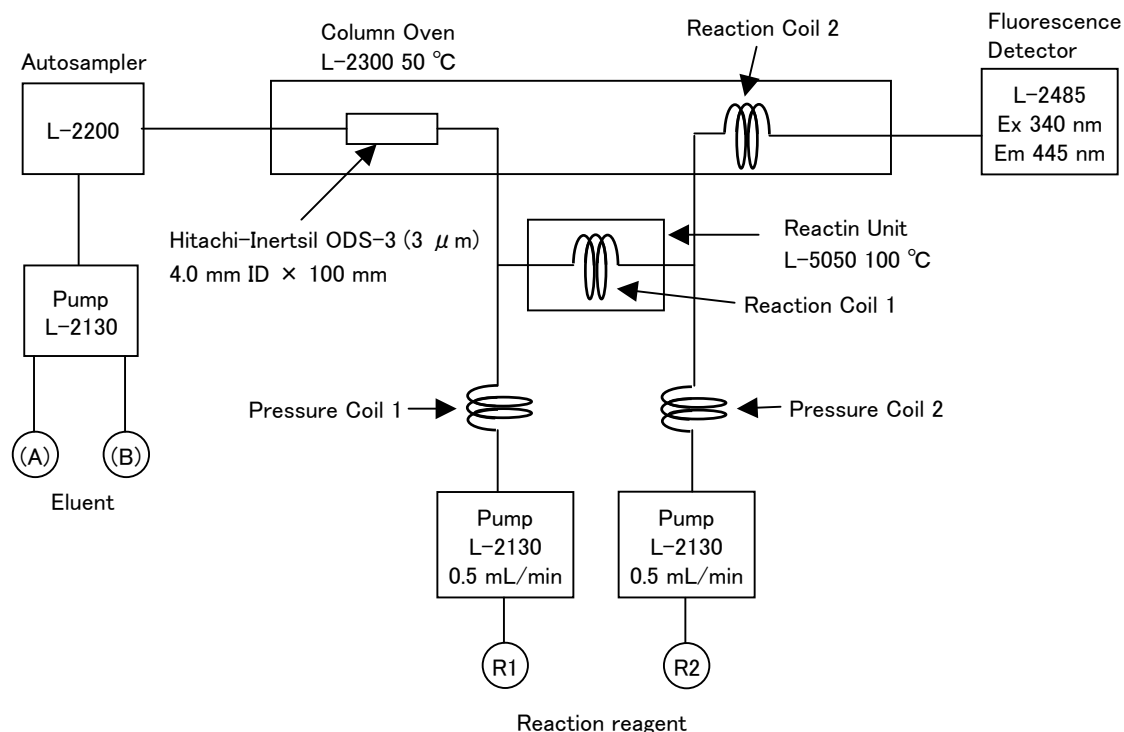 Autosampler
L-2200
Column Oven
L-2300 50 ℃
Reaction Coil 2
Fluorescence
Detector
L-2485
Ex 340 nm
Em 445 nm
Hitachi-Inertsil ODS-3 (3 μm)
4.0 mm ID × 100 mm
Reactin Unit
L-5050 100 ℃
Reaction Coil 1
Pump
L-2130
Pressure Coil 1
Pressure Coil 2
(A)
(B)
Eluent
Pump
L-2130
0.5 mL/min
Pump
L-2130
0.5 mL/min
R1
R2
Reaction reagent